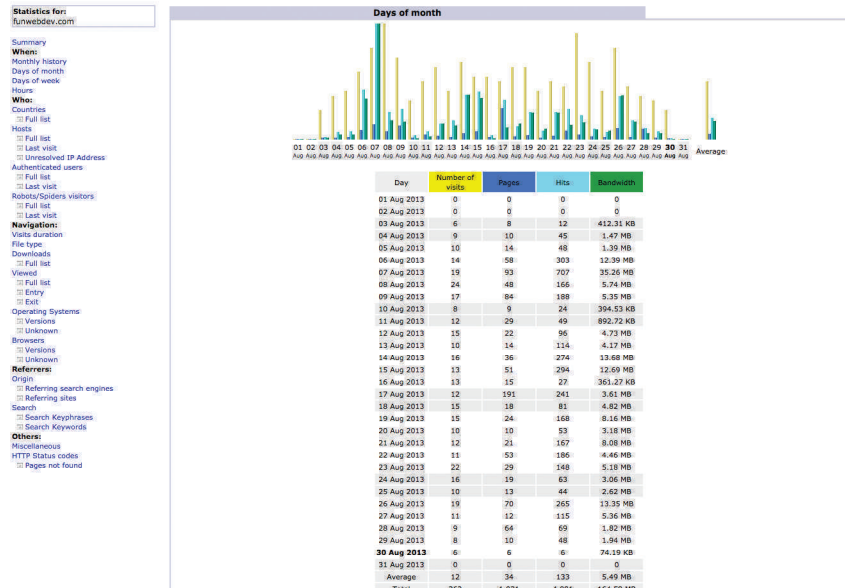 Statistics for:
funwebdev.com
Summary
When:
Monthly history
Days of month
Days of week
Hours
Who:
Countries
Full list
Hosts
Full list
Last visit
Unresolved IP Address
Authenticated users
Full list
Last visit
Robots/Spiders visitors
Full list
Last visit
Navigation:
Visits duration
File type
Downloads
Full list
Viewed
Full list
Entry
Exit
Operating Systems
Versions
Unknown
Browsers
Versions
Unknown
Referrers:
Origin
Referring search engines
Referring sites
Search
Search Keyphrases
Search Keywords
Others:
Miscellaneous
HTTP Status codes
Pages not found
Days of month
01 02 03 04 05 06 07 08 09 10 11 12 13 14 15 16 17 18 19 20 21 22 23 24 25 26 27 28 29 30 31 Average
Aug Aug Aug Aug Aug Aug Aug Aug Aug Aug Aug Aug Aug Aug Aug Aug Aug Aug Aug Aug Aug Aug Aug Aug Aug Aug Aug Aug Aug Aug Aug
Day Number of visits Pages Hits Bandwidth
01 Aug 2013 0 0 0 0
02 Aug 2013 0 0 0 0
03 Aug 2013 6 8 12 412.31 KB
04 Aug 2013 9 10 45 1.47 MB
05 Aug 2013 10 14 48 1.39 MB
06 Aug 2013 14 58 303 12.39 MB
07 Aug 2013 19 93 707 35.26 MB
08 Aug 2013 24 48 166 5.74 MB
09 Aug 2013 17 84 188 5.35 MB
10 Aug 2013 8 9 24 394.53 KB
11 Aug 2013 12 29 49 892.72 KB
12 Aug 2013 15 22 96 4.73 MB
13 Aug 2013 10 14 114 4.17 MB
14 Aug 2013 16 36 274 13.68 MB
15 Aug 2013 13 51 294 12.69 MB
16 Aug 2013 13 15 27 361.27 KB
17 Aug 2013 12 191 241 3.61 MB
18 Aug 2013 15 18 81 4.82 MB
19 Aug 2013 15 24 168 8.16 MB
20 Aug 2013 10 10 53 3.18 MB
21 Aug 2013 12 21 167 8.08 MB
22 Aug 2013 11 53 186 4.46 MB
23 Aug 2013 22 29 148 5.18 MB
24 Aug 2013 16 19 63 3.06 MB
25 Aug 2013 10 13 44 2.62 MB
26 Aug 2013 19 70 265 13.35 MB
27 Aug 2013 11 12 115 5.36 MB
28 Aug 2013 9 64 69 1.82 MB
29 Aug 2013 8 10 48 1.94 MB
30 Aug 2013 6 6 6 74.19 KB
31 Aug 2013 0 0 0 0
Average 12 34 133 5.49 MB
Total